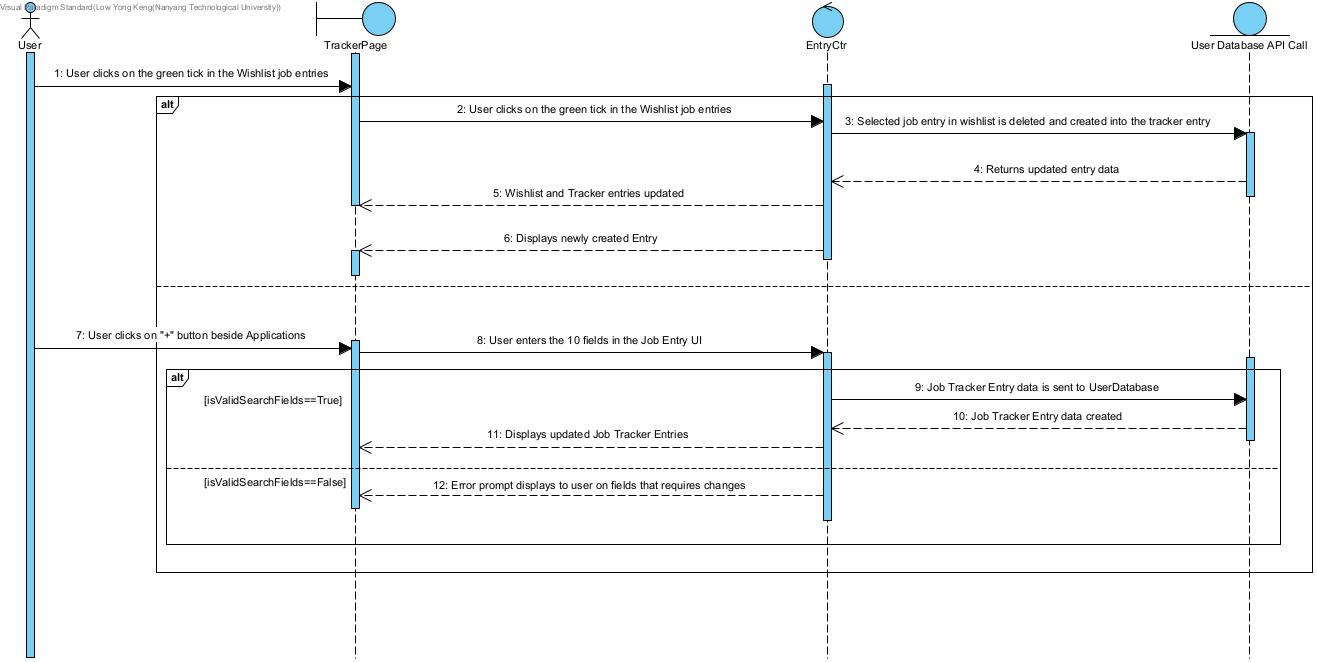 Visual Paradigm Standard(Low Yong Keng(Nanyang Technological University))
User
TrackerPage
EntryCtr
User Database API Call
1: User clicks on the green tick in the Wishlist job entries
alt
2: User clicks on the green tick in the Wishlist job entries
3: Selected job entry in wishlist is deleted and created into the tracker entry
4: Returns updated entry data
5: Wishlist and Tracker entries updated
6: Displays newly created Entry
7: User clicks on "+" button beside Applications
8: User enters the 10 fields in the Job Entry UI
alt
9: Job Tracker Entry data is sent to UserDatabase
[isValidSearchFields==True]
10: Job Tracker Entry data created
11: Displays updated Job Tracker Entries
[isValidSearchFields==False]
12: Error prompt displays to user on fields that requires changes